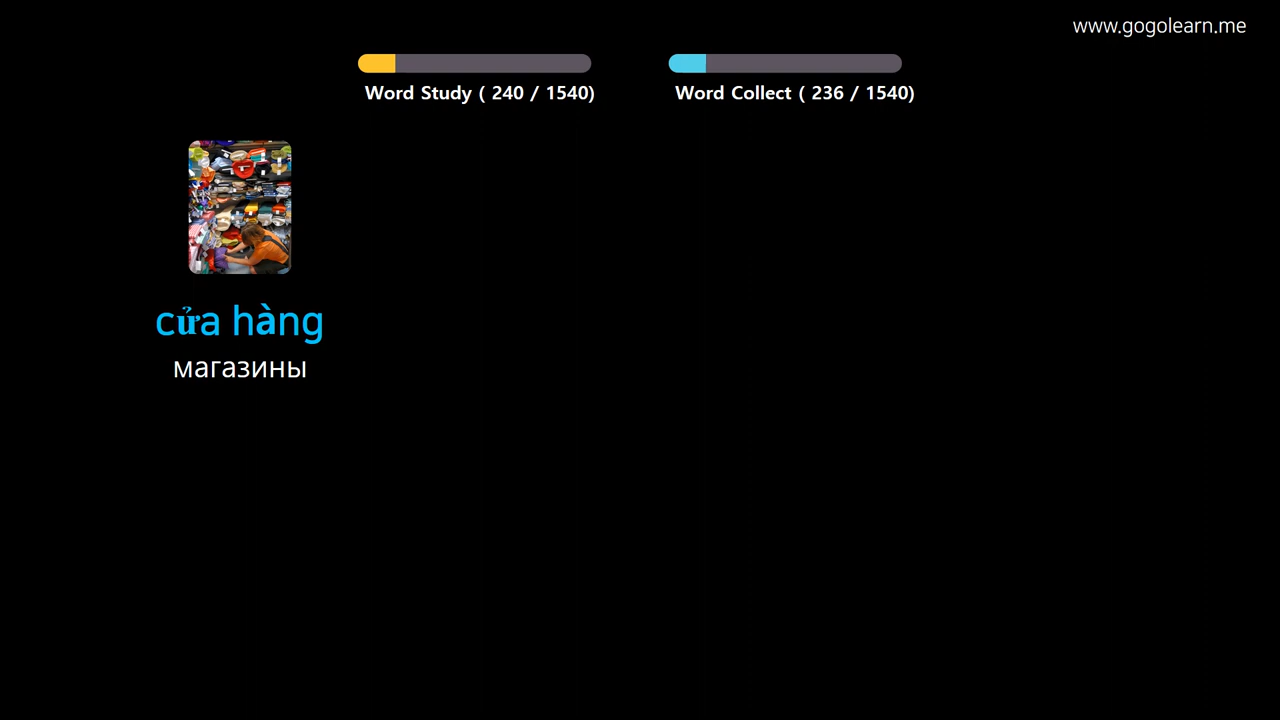 www.gogolearn.me
Word Study ( 240 / 1540)
Word Collect ( 236 / 1540)
cửa hàng
магазины